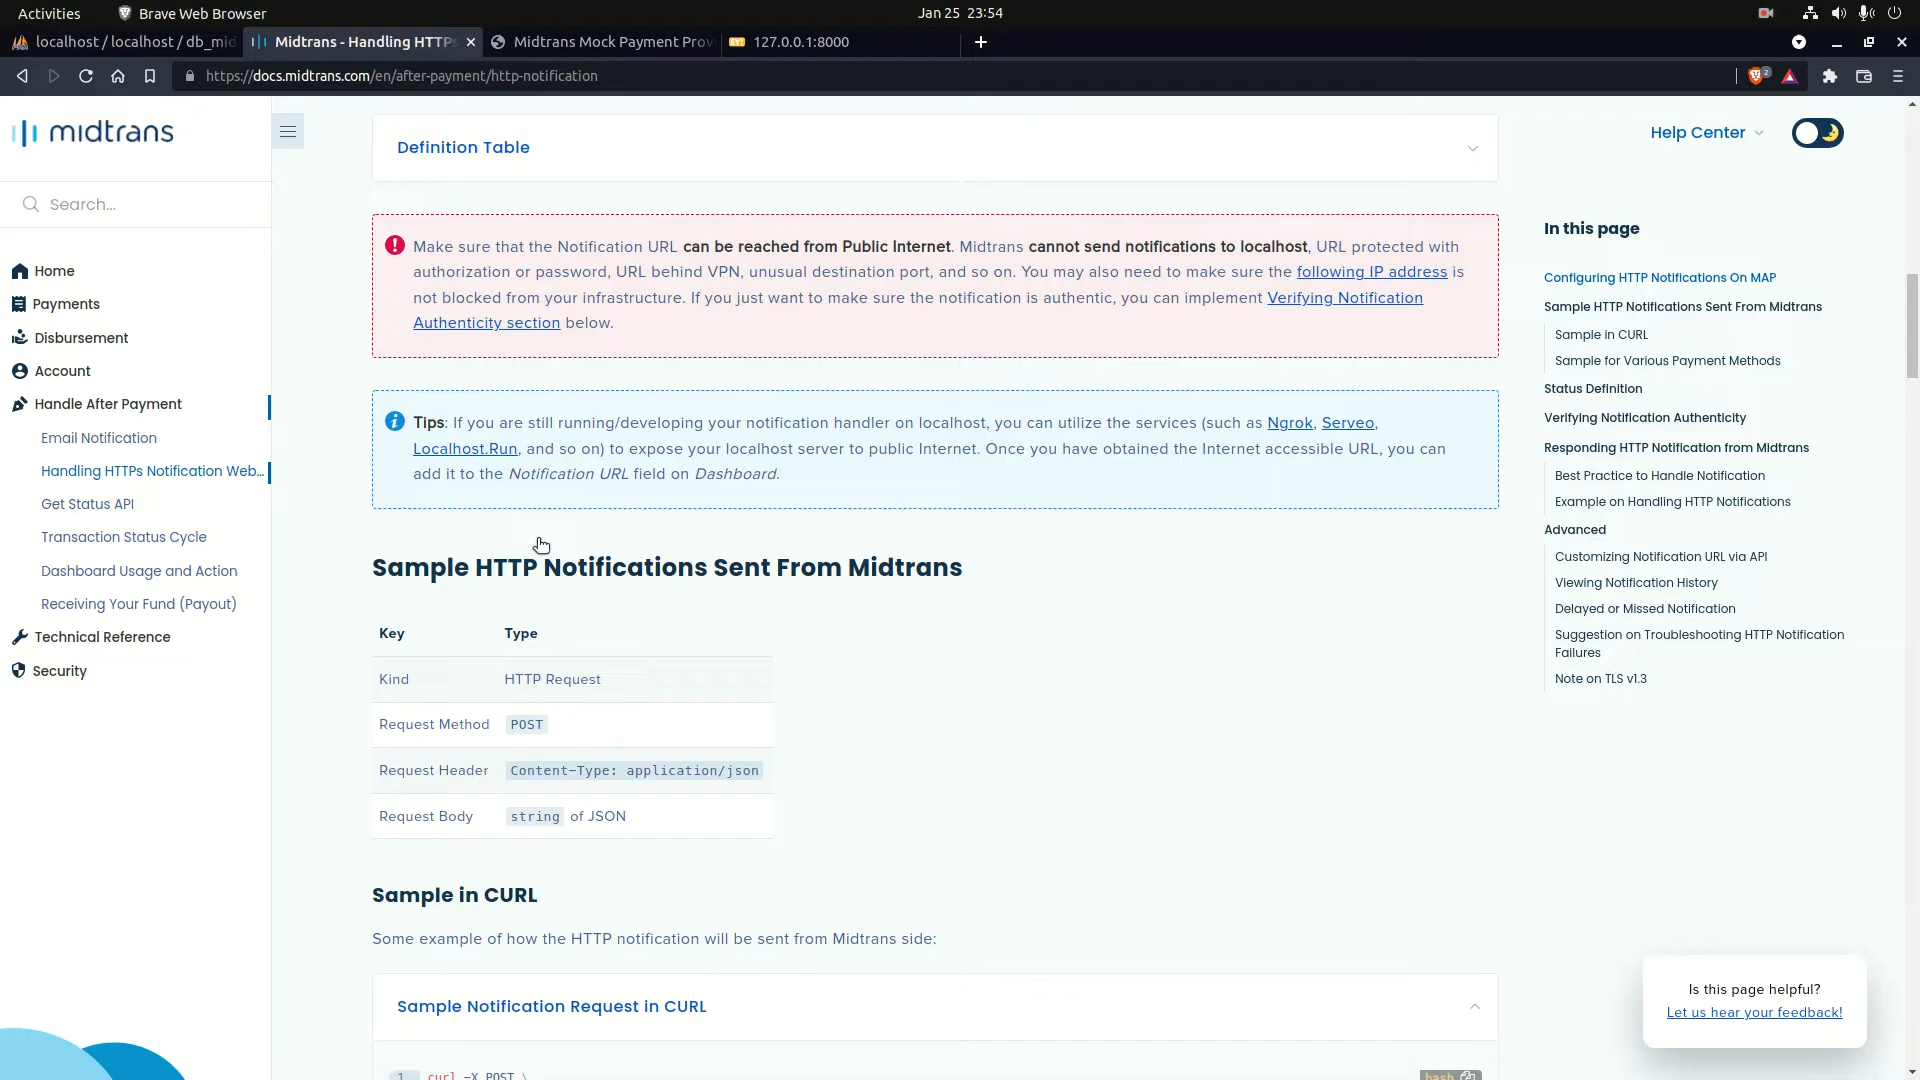 Activities
Brave Web Browser
Jan 25 23:54
localhost / localhost / db_mid
Midtrans - Handling HTTPs
Midtrans Mock Payment Prov
127.0.0.1:8000
https://docs.midtrans.com/en/after-payment/http-notification
2
midtrans
Search...
Home
Payments
Disbursement
Account
Handle After Payment
Email Notification
Handling HTTPs Notification Web...
Get Status API
Transaction Status Cycle
Dashboard Usage and Action
Receiving Your Fund (Payout)
Technical Reference
Security
Definition Table
Help Center
Make sure that the Notification URL can be reached from Public Internet. Midtrans cannot send notifications to localhost, URL protected with
authorization or password, URL behind VPN, unusual destination port, and so on. You may also need to make sure the following IP address is
not blocked from your infrastructure. If you just want to make sure the notification is authentic, you can implement Verifying Notification
Authenticity section below.
Tips: If you are still running/developing your notification handler on localhost, you can utilize the services (such as Ngrok, Serveo,
Localhost.Run, and so on) to expose your localhost server to public Internet. Once you have obtained the Internet accessible URL, you can
add it to the Notification URL field on Dashboard.
Sample HTTP Notifications Sent From Midtrans
Key Type
Kind HTTP Request
Request Method POST
Request Header Content-Type: application/json
Request Body string of JSON
Sample in CURL
Some example of how the HTTP notification will be sent from Midtrans side:
Sample Notification Request in CURL
1 curl -X POST \
bash
In this page
Configuring HTTP Notifications On MAP
Sample HTTP Notifications Sent From Midtrans
Sample in CURL
Sample for Various Payment Methods
Status Definition
Verifying Notification Authenticity
Responding HTTP Notification from Midtrans
Best Practice to Handle Notification
Example on Handling HTTP Notifications
Advanced
Customizing Notification URL via API
Viewing Notification History
Delayed or Missed Notification
Suggestion on Troubleshooting HTTP Notification
Failures
Note on TLS v1.3
Is this page helpful?
Let us hear your feedback!